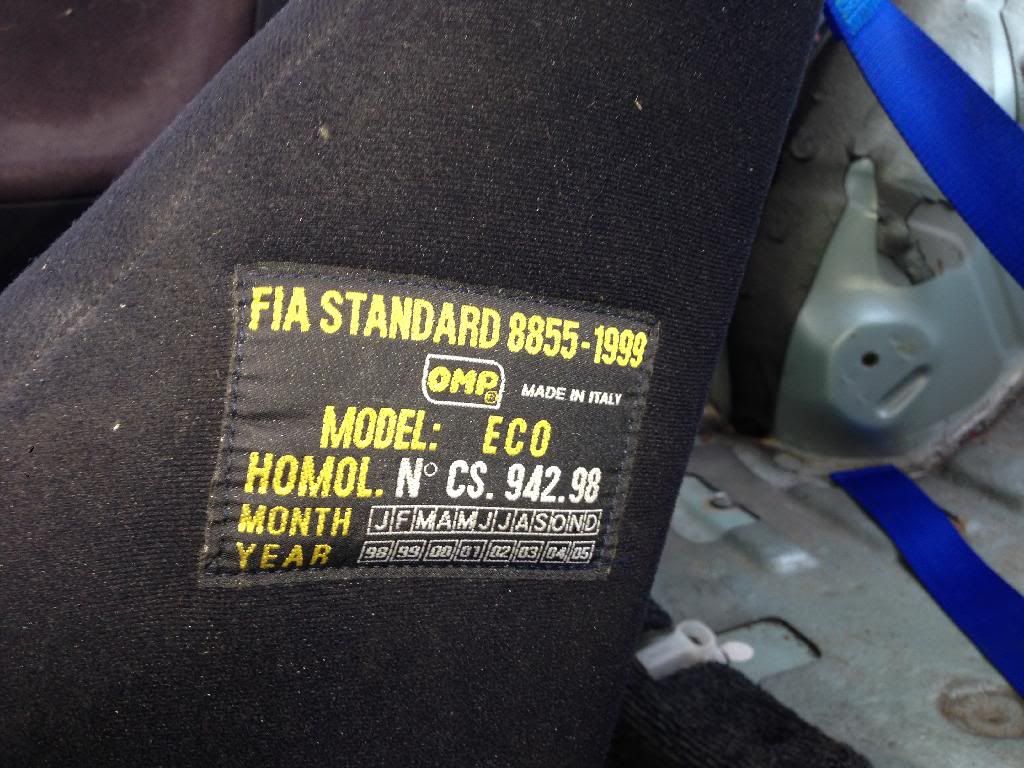 FIA STANDARD 8855-1999
OMP® MADE IN ITALY
MODEL: ECO
HOMOL. N° CS. 942.98
MONTH J F M A M J J A S O N D
YEAR 98 99 00 01 02 03 04 05